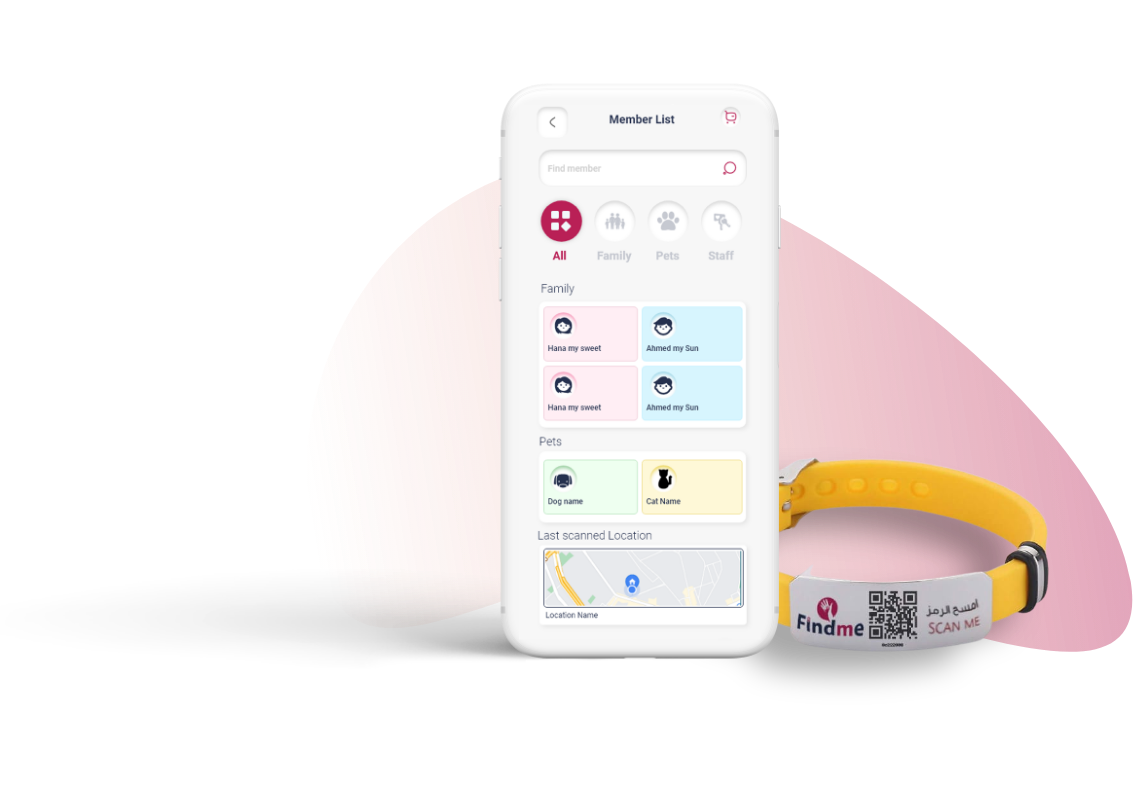 Member List
Find member
All
Family
Pets
Staff
Family
Hana my sweet
Ahmed my Sun
Hana my sweet
Ahmed my Sun
Pets
Dog name
Cat Name
Last scanned Location
Location Name
Findme
امسح الرمز
SCAN ME